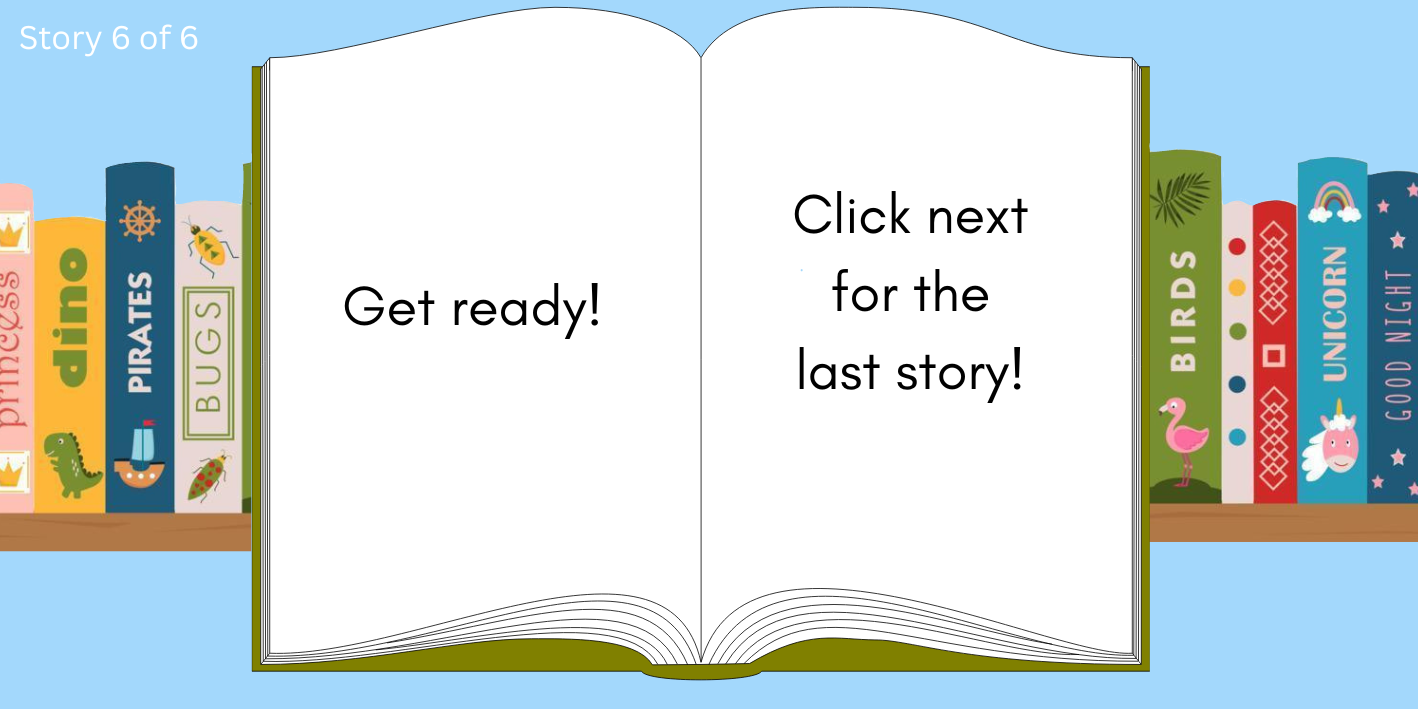 Story 6 of 6
Get ready!
Click next
for the
last story!
princess
dino
PIRATES
BUGS
BIRDS
UNICORN
GOOD NIGHT